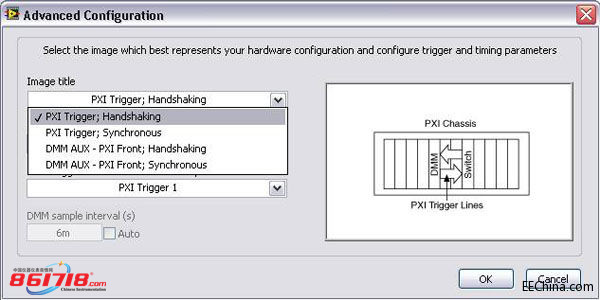 Advanced Configuration
Select the image which best represents your hardware configuration and configure trigger and timing parameters
Image title
PXI Trigger; Handshaking
✓ PXI Trigger; Handshaking
PXI Trigger; Synchronous
DMM AUX - PXI Front; Handshaking
DMM AUX - PXI Front; Synchronous
PXI Trigger 1
DMM sample interval (s)
6m
Auto
PXI Chassis
DMM
Switch
PXI Trigger Lines
861718.com
Chinese Instrumentation
OK
Cancel
EEChina.com